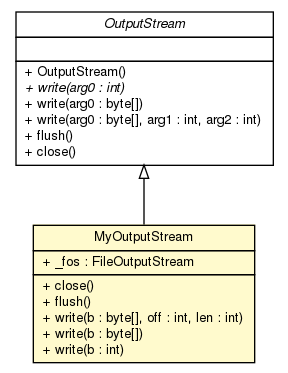 OutputStream
+ OutputStream()
+ write(arg0 : int)
+ write(arg0 : byte[])
+ write(arg0 : byte[], arg1 : int, arg2 : int)
+ flush()
+ close()
MyOutputStream
+ _fos : FileOutputStream
+ close()
+ flush()
+ write(b : byte[], off : int, len : int)
+ write(b : byte[])
+ write(b : int)